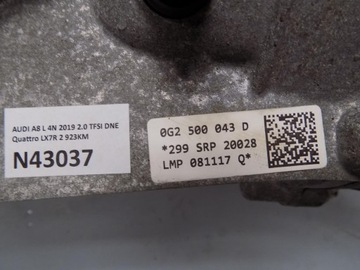 AUDI A8 L 4N 2019 2.0 TFSI DNE
Quattro LX7R 2 923KM
N43037
0G2 500 043 D
*299 SRP 20028
LMP 081117 Q*